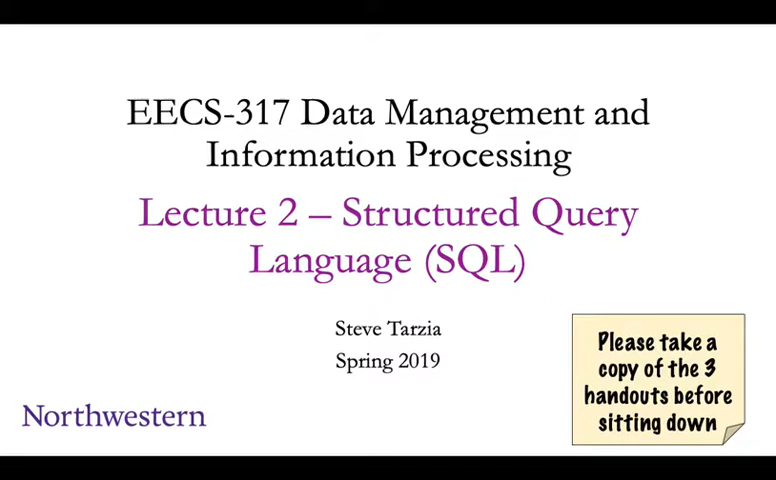 EECS-317 Data Management and
Information Processing
Lecture 2 – Structured Query
Language (SQL)
Steve Tarzia
Spring 2019
Please take a
copy of the 3
handouts before
sitting down
Northwestern